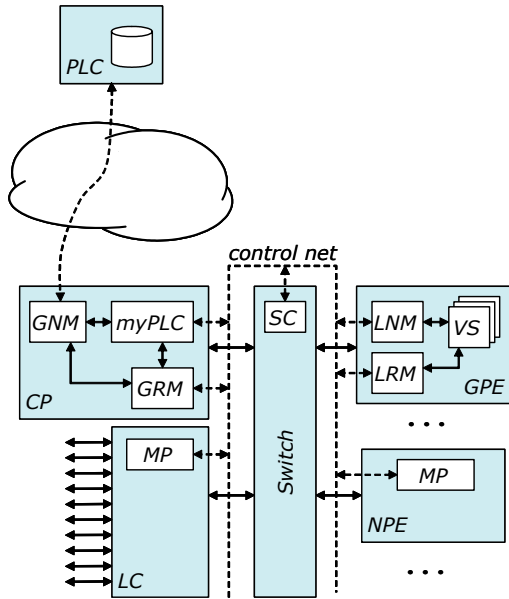 PLC
control net
GNM
myPLC
SC
LNM
VS
GRM
LRM
CP
GPE
. . .
MP
Switch
MP
NPE
LC
. . .